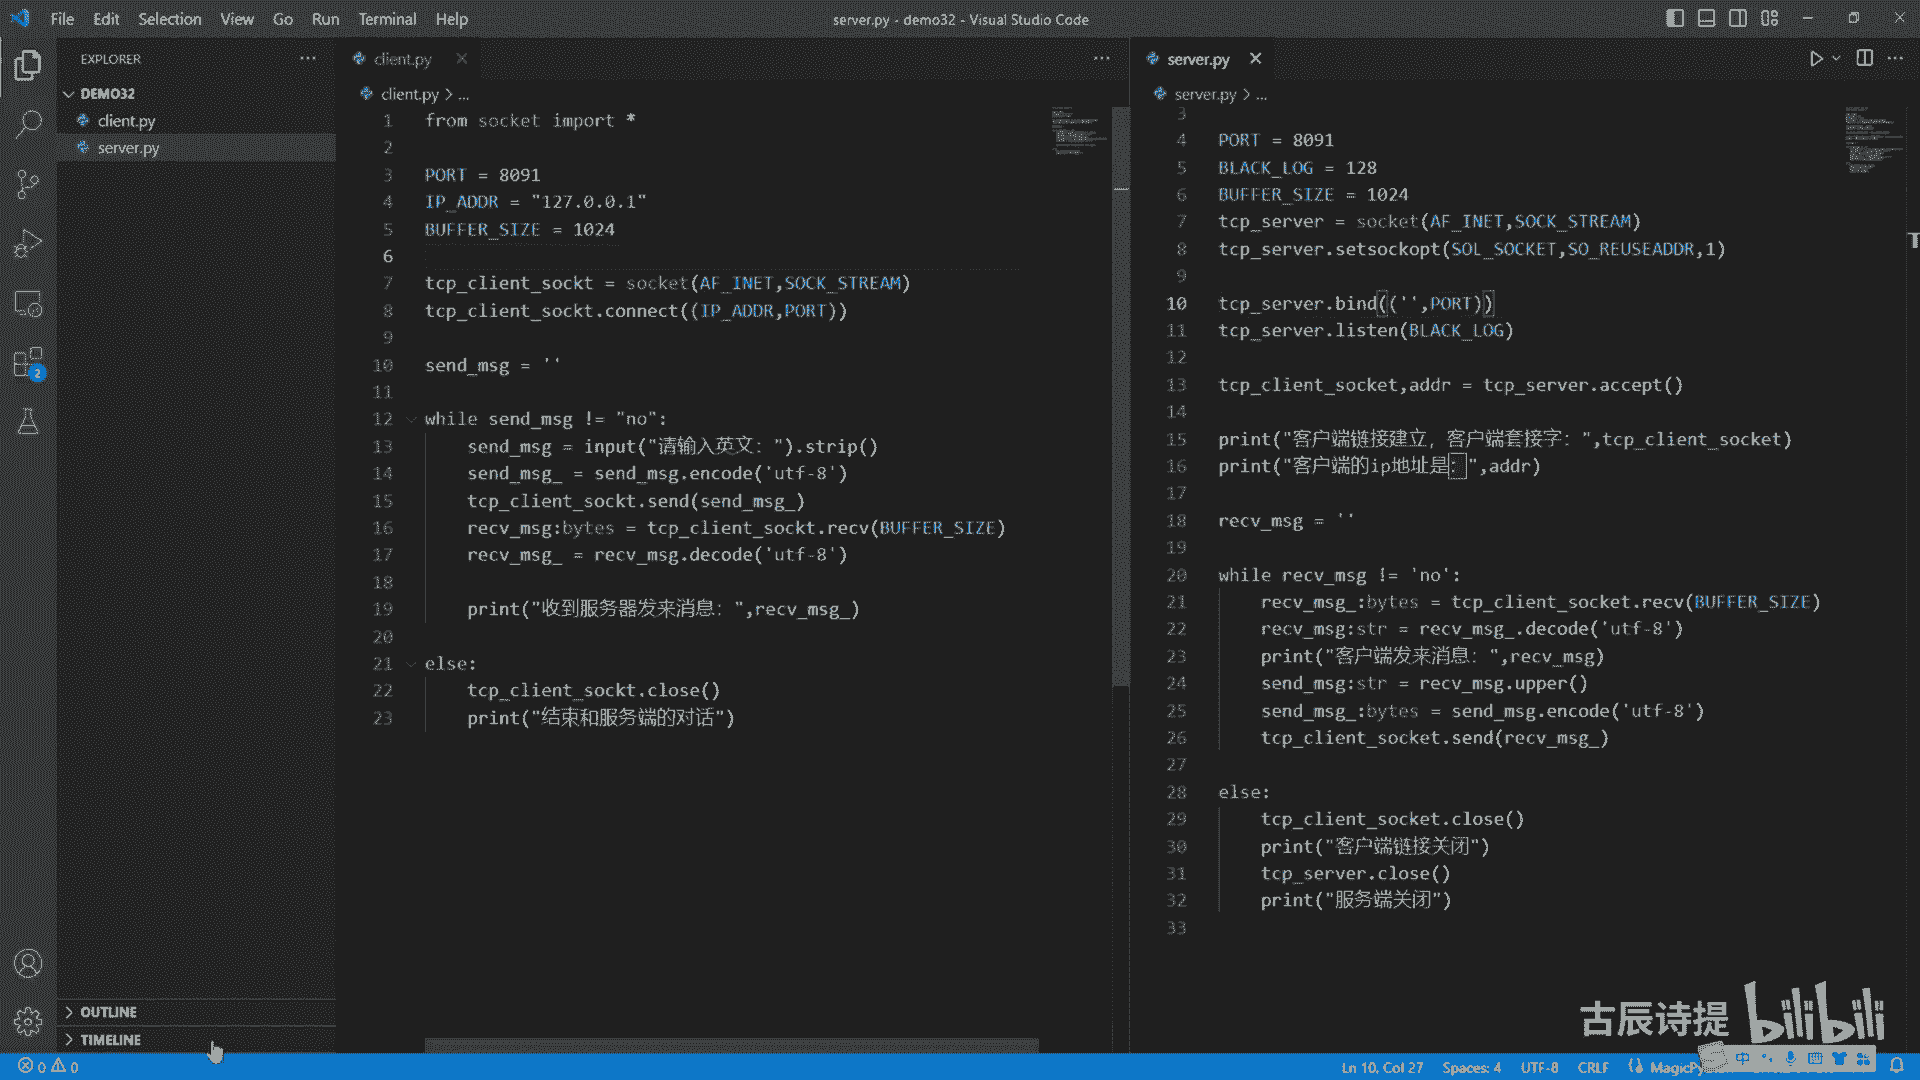 File Edit Selection View Go Run Terminal Help
server.py - demo32 - Visual Studio Code
EXPLORER
DEMO32
client.py
server.py
OUTLINE
TIMELINE
client.py
client.py > ...
1 from socket import *
2
3 PORT = 8091
4 IP_ADDR = "127.0.0.1"
5 BUFFER_SIZE = 1024
6
7 tcp_client_sockt = socket(AF_INET,SOCK_STREAM)
8 tcp_client_sockt.connect((IP_ADDR,PORT))
9
10 send_msg = ''
11
12 while send_msg != "no":
13 send_msg = input("请输入英文：").strip()
14 send_msg_ = send_msg.encode('utf-8')
15 tcp_client_sockt.send(send_msg_)
16 recv_msg:bytes = tcp_client_sockt.recv(BUFFER_SIZE)
17 recv_msg_ = recv_msg.decode('utf-8')
18
19 print("收到服务器发来消息：",recv_msg_)
20
21 else:
22 tcp_client_sockt.close()
23 print("结束和服务端的对话")
server.py
server.py > ...
3
4 PORT = 8091
5 BLACK_LOG = 128
6 BUFFER_SIZE = 1024
7 tcp_server = socket(AF_INET,SOCK_STREAM)
8 tcp_server.setsockopt(SOL_SOCKET,SO_REUSEADDR,1)
9
10 tcp_server.bind(('',PORT))
11 tcp_server.listen(BLACK_LOG)
12
13 tcp_client_socket,addr = tcp_server.accept()
14
15 print("客户端链接建立，客户端套接字：",tcp_client_socket)
16 print("客户端的ip地址是：",addr)
17
18 recv_msg = ''
19
20 while recv_msg != 'no':
21 recv_msg_:bytes = tcp_client_socket.recv(BUFFER_SIZE)
22 recv_msg:str = recv_msg_.decode('utf-8')
23 print("客户端发来消息：",recv_msg)
24 send_msg:str = recv_msg.upper()
25 send_msg_:bytes = send_msg.encode('utf-8')
26 tcp_client_socket.send(recv_msg_)
27
28 else:
29 tcp_client_socket.close()
30 print("客户端链接关闭")
31 tcp_server.close()
32 print("服务端关闭")
33
2
古辰诗提 bilibili
中
0 0
Ln 10, Col 27 Spaces: 4 UTF-8 CRLF